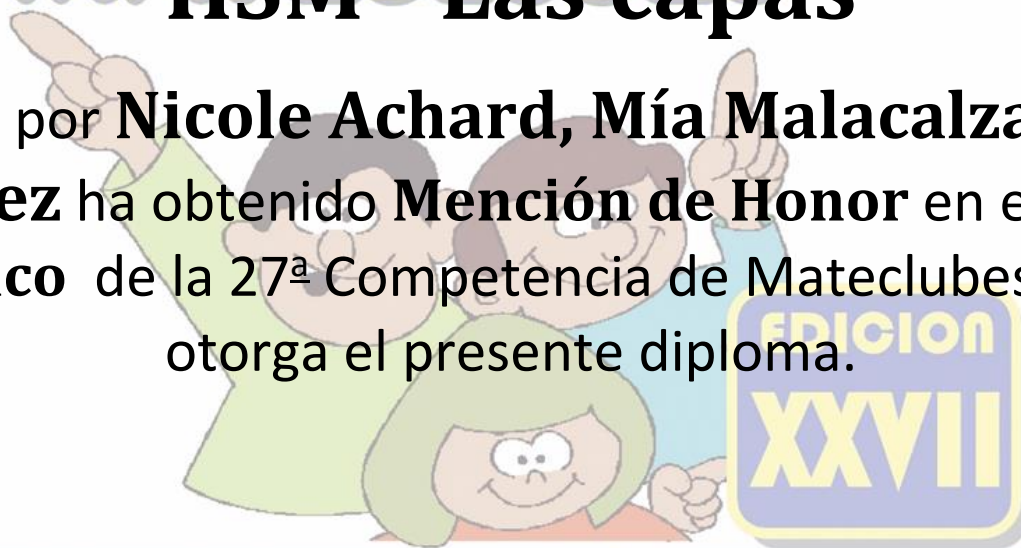 HSM - Las capas
por Nicole Achard, Mía Malacalza
ez ha obtenido Mención de Honor en e
co de la 27ª Competencia de Mateclubes
otorga el presente diploma.
EDICION
XXVII